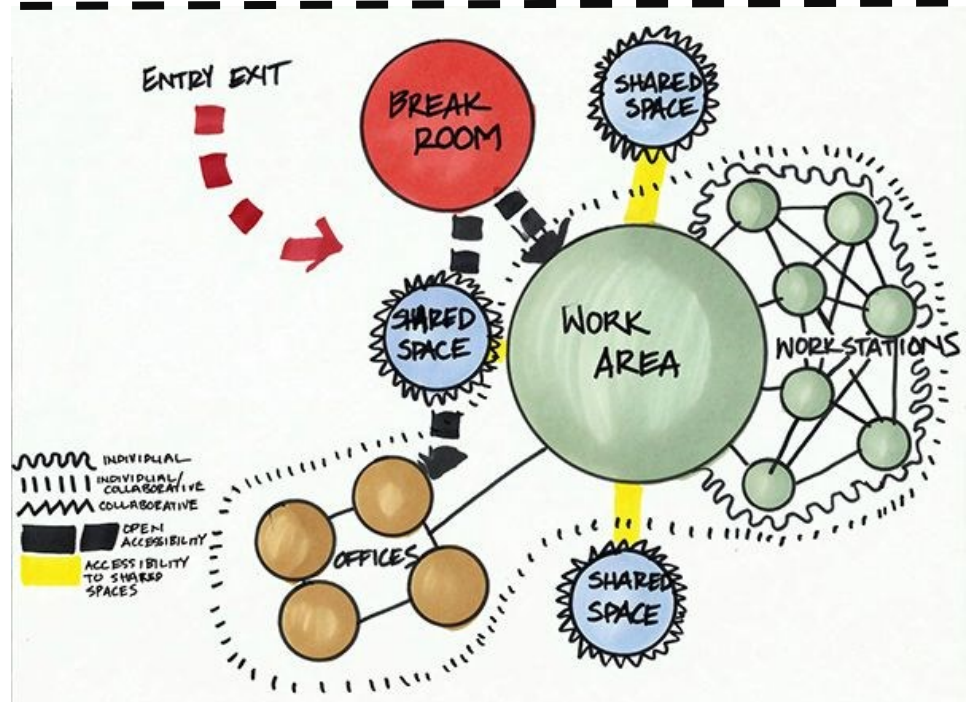 ENTRY EXIT
BREAK
ROOM
SHARED
SPACE
SHARED
SPACE
WORK
AREA
WORKSTATIONS
INDIVIDUAL
INDIVIDUAL/
COLLABORATIVE
COLLABORATIVE
OPEN
ACCESSIBILITY
ACCESSIBILITY
TO SHARED
SPACES
OFFICES
SHARED
SPACE